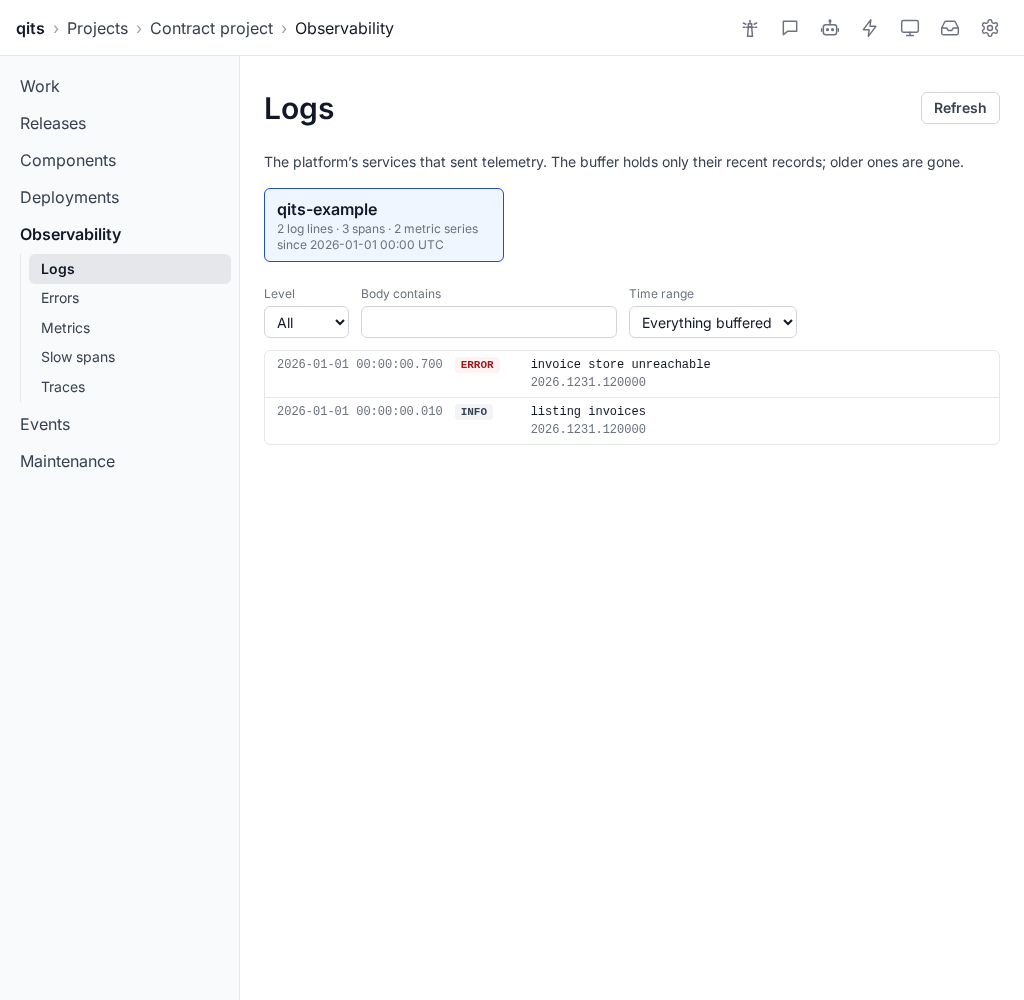 qits › Projects › Contract project › Observability
Work
Releases
Components
Deployments
Observability
Logs
Errors
Metrics
Slow spans
Traces
Events
Maintenance
Logs
Refresh
The platform’s services that sent telemetry. The buffer holds only their recent records; older ones are gone.
qits-example
2 log lines · 3 spans · 2 metric series
since 2026-01-01 00:00 UTC
Level
Body contains
Time range
All
Everything buffered
2026-01-01 00:00:00.700 ERROR invoice store unreachable
2026.1231.120000
2026-01-01 00:00:00.010 INFO listing invoices
2026.1231.120000